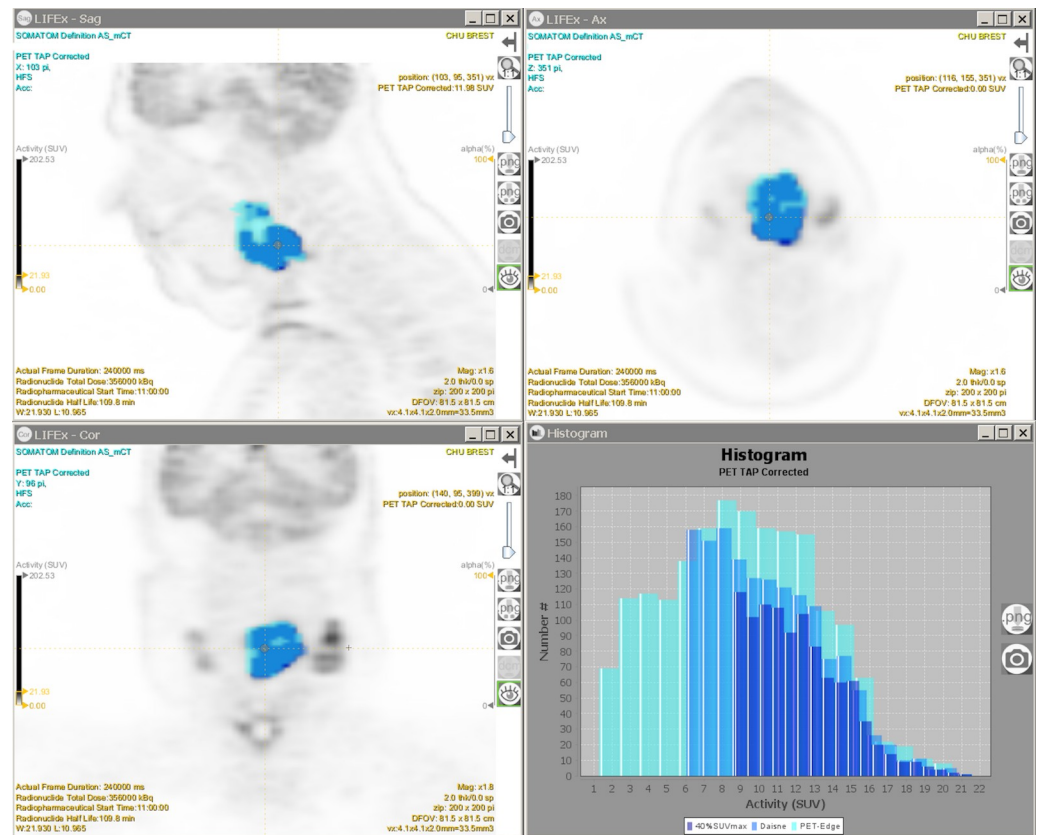 LIFEx - Sag
SOMATOM Definition AS_mCT
CHU BREST
PET TAP Corrected
X: 103 pi,
HFS
Acc:
position: (103, 95, 351) vx
PET TAP Corrected:11.98 SUV
Activity (SUV)
202.53
alpha(%)
100
png
png
21.93
0.00
0
Actual Frame Duration: 240000 ms
Radionuclide Total Dose:356000 kBq
Radiopharmaceutical Start Time:11:00:00
Radionuclide Half Life:109.8 min
W:21.930 L:10.965
Mag: x1.6
2.0 thk/0.0 sp
zip: 200 x 200 pi
DFOV: 81.5 x 81.5 cm
vx:4.1x4.1x2.0mm=33.5mm3
LIFEx - Ax
SOMATOM Definition AS_mCT
CHU BREST
PET TAP Corrected
Z: 351 pi,
HFS
Acc:
position: (116, 155, 351) vx
PET TAP Corrected:0.00 SUV
Activity (SUV)
202.53
alpha(%)
100
png
png
21.93
0.00
0
Actual Frame Duration: 240000 ms
Radionuclide Total Dose:356000 kBq
Radiopharmaceutical Start Time:11:00:00
Radionuclide Half Life:109.8 min
W:21.930 L:10.965
Mag: x1.6
2.0 thk/0.0 sp
zip: 200 x 200 pi
DFOV: 81.5 x 81.5 cm
vx:4.1x4.1x2.0mm=33.5mm3
LIFEx - Cor
SOMATOM Definition AS_mCT
CHU BREST
PET TAP Corrected
Y: 96 pi,
HFS
Acc:
position: (140, 95, 399) vx
PET TAP Corrected:0.00 SUV
Activity (SUV)
202.53
alpha(%)
100
png
png
21.93
0.00
0
Actual Frame Duration: 240000 ms
Radionuclide Total Dose:356000 kBq
Radiopharmaceutical Start Time:11:00:00
Radionuclide Half Life:109.8 min
W:21.930 L:10.965
Mag: x1.8
2.0 thk/0.0 sp
zip: 200 x 200 pi
DFOV: 81.5 x 81.5 cm
vx:4.1x4.1x2.0mm=33.5mm3
Histogram
Histogram
PET TAP Corrected
180
170
160
150
140
130
120
110
100
90
80
70
60
50
40
30
20
10
0
Number #
1 2 3 4 5 6 7 8 9 10 11 12 13 14 15 16 17 18 19 20 21 22
Activity (SUV)
40%SUVmax Daisne PET-Edge
.png